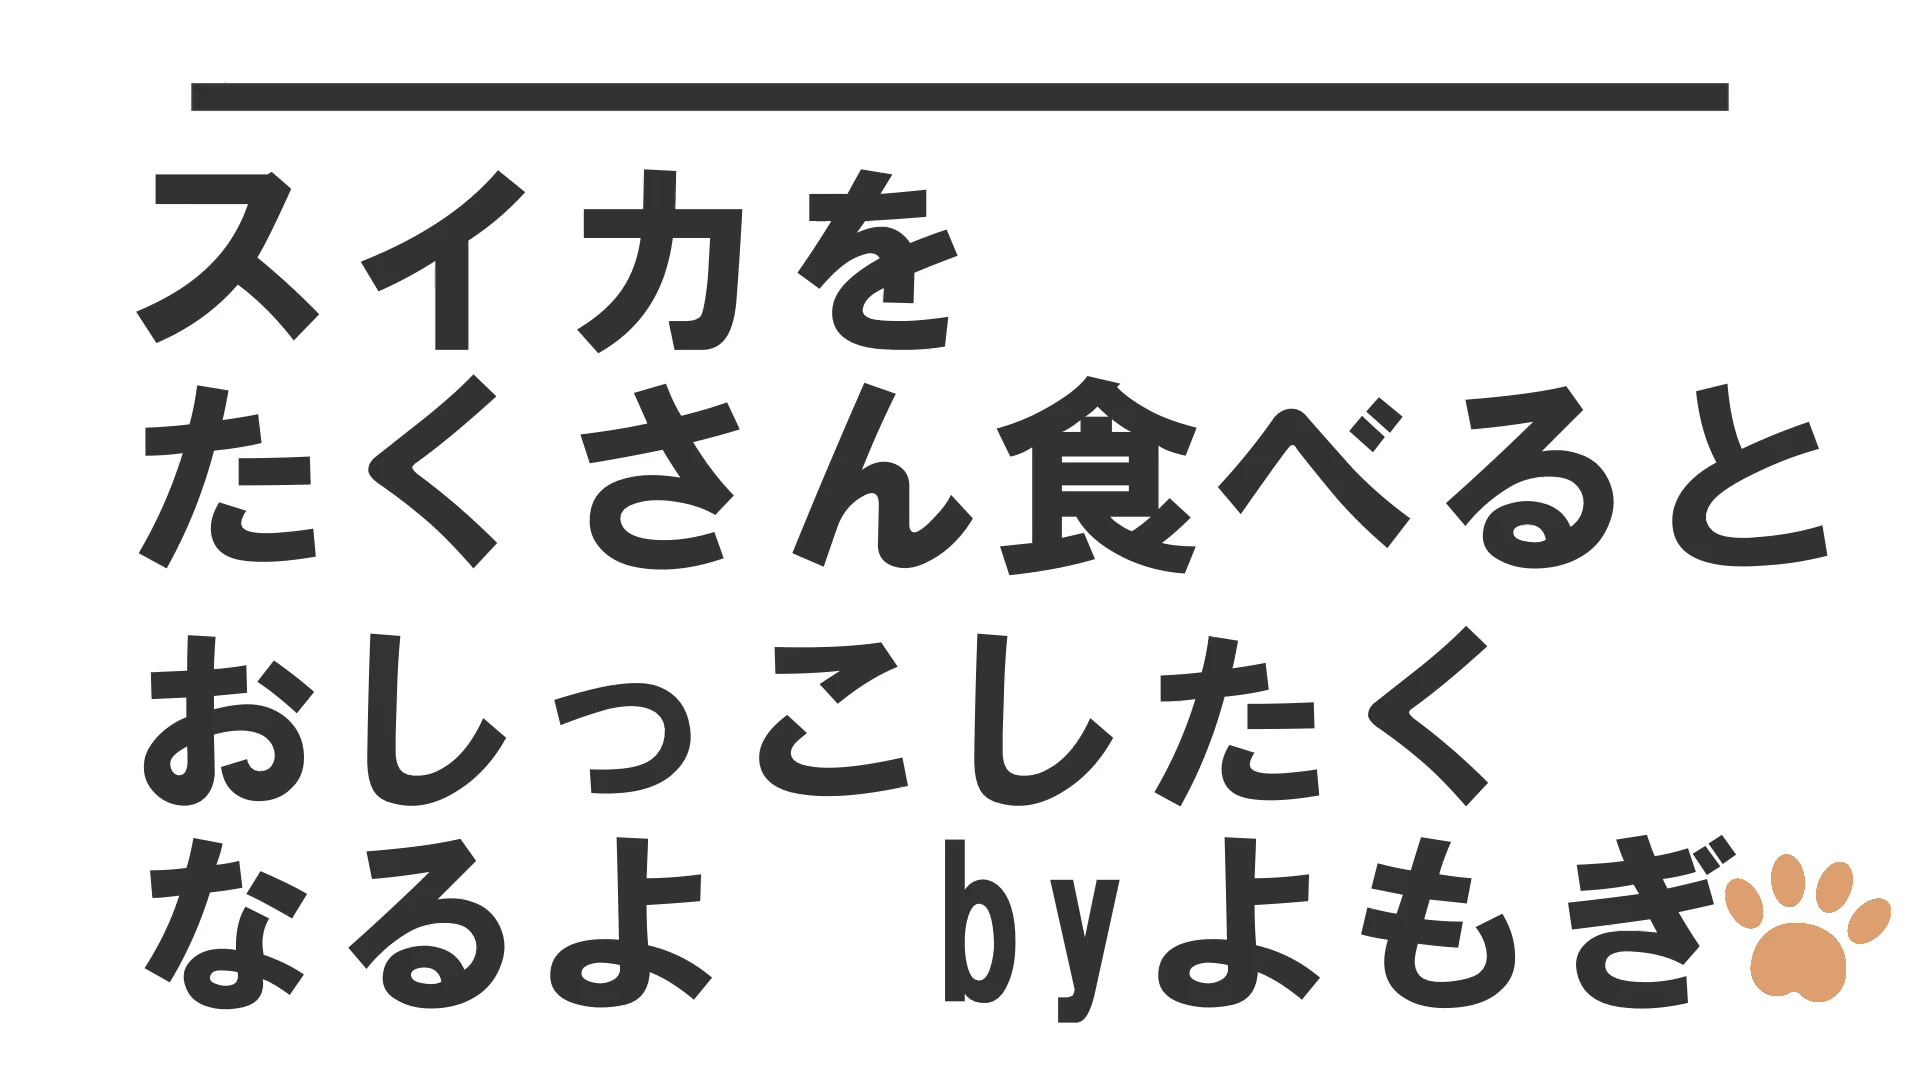 スイカを
たくさん食べると
おしっこしたく
なるよ　byよもぎ